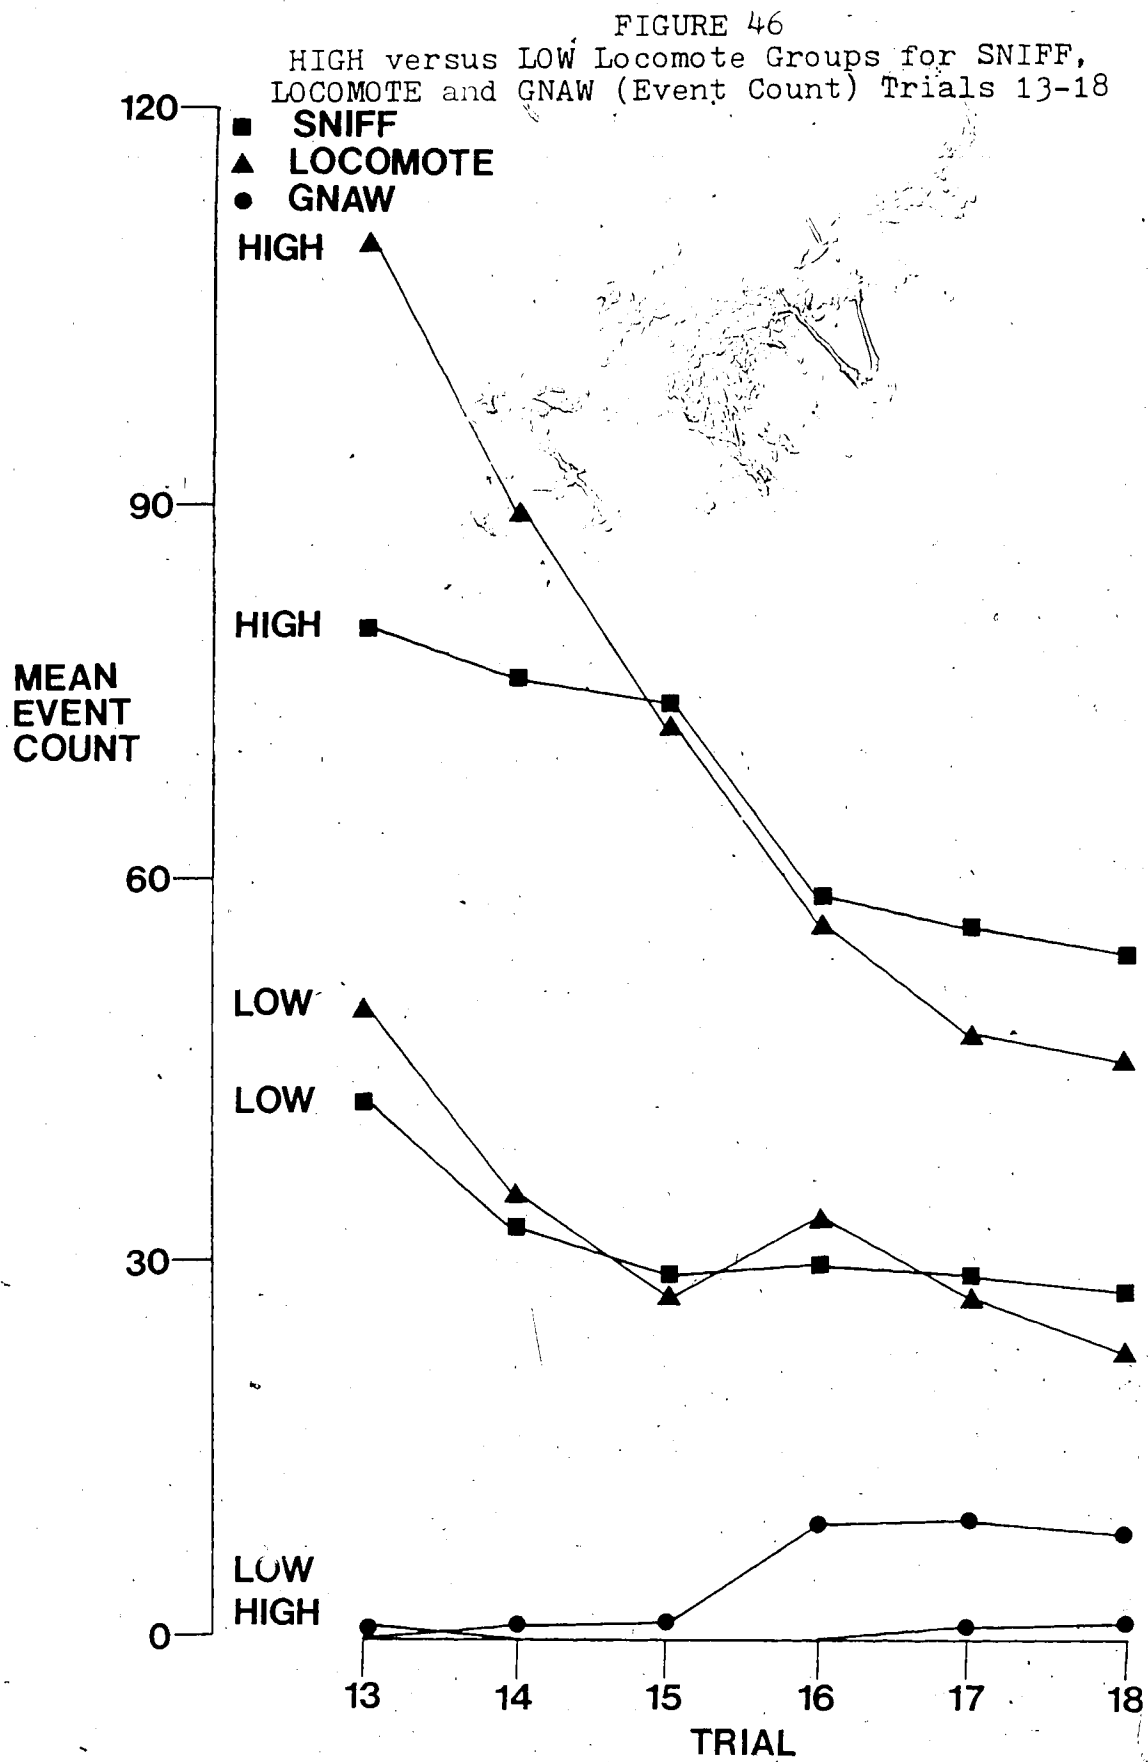 FIGURE 46
HIGH versus LOW Locomote Groups for SNIFF,
LOCOMOTE and GNAW (Event Count) Trials 13-18
120
■ SNIFF
▲ LOCOMOTE
● GNAW
HIGH
90
HIGH
MEAN
EVENT
COUNT
60
LOW
LOW
30
LOW
HIGH
0
13 14 15 16 17 18
TRIAL